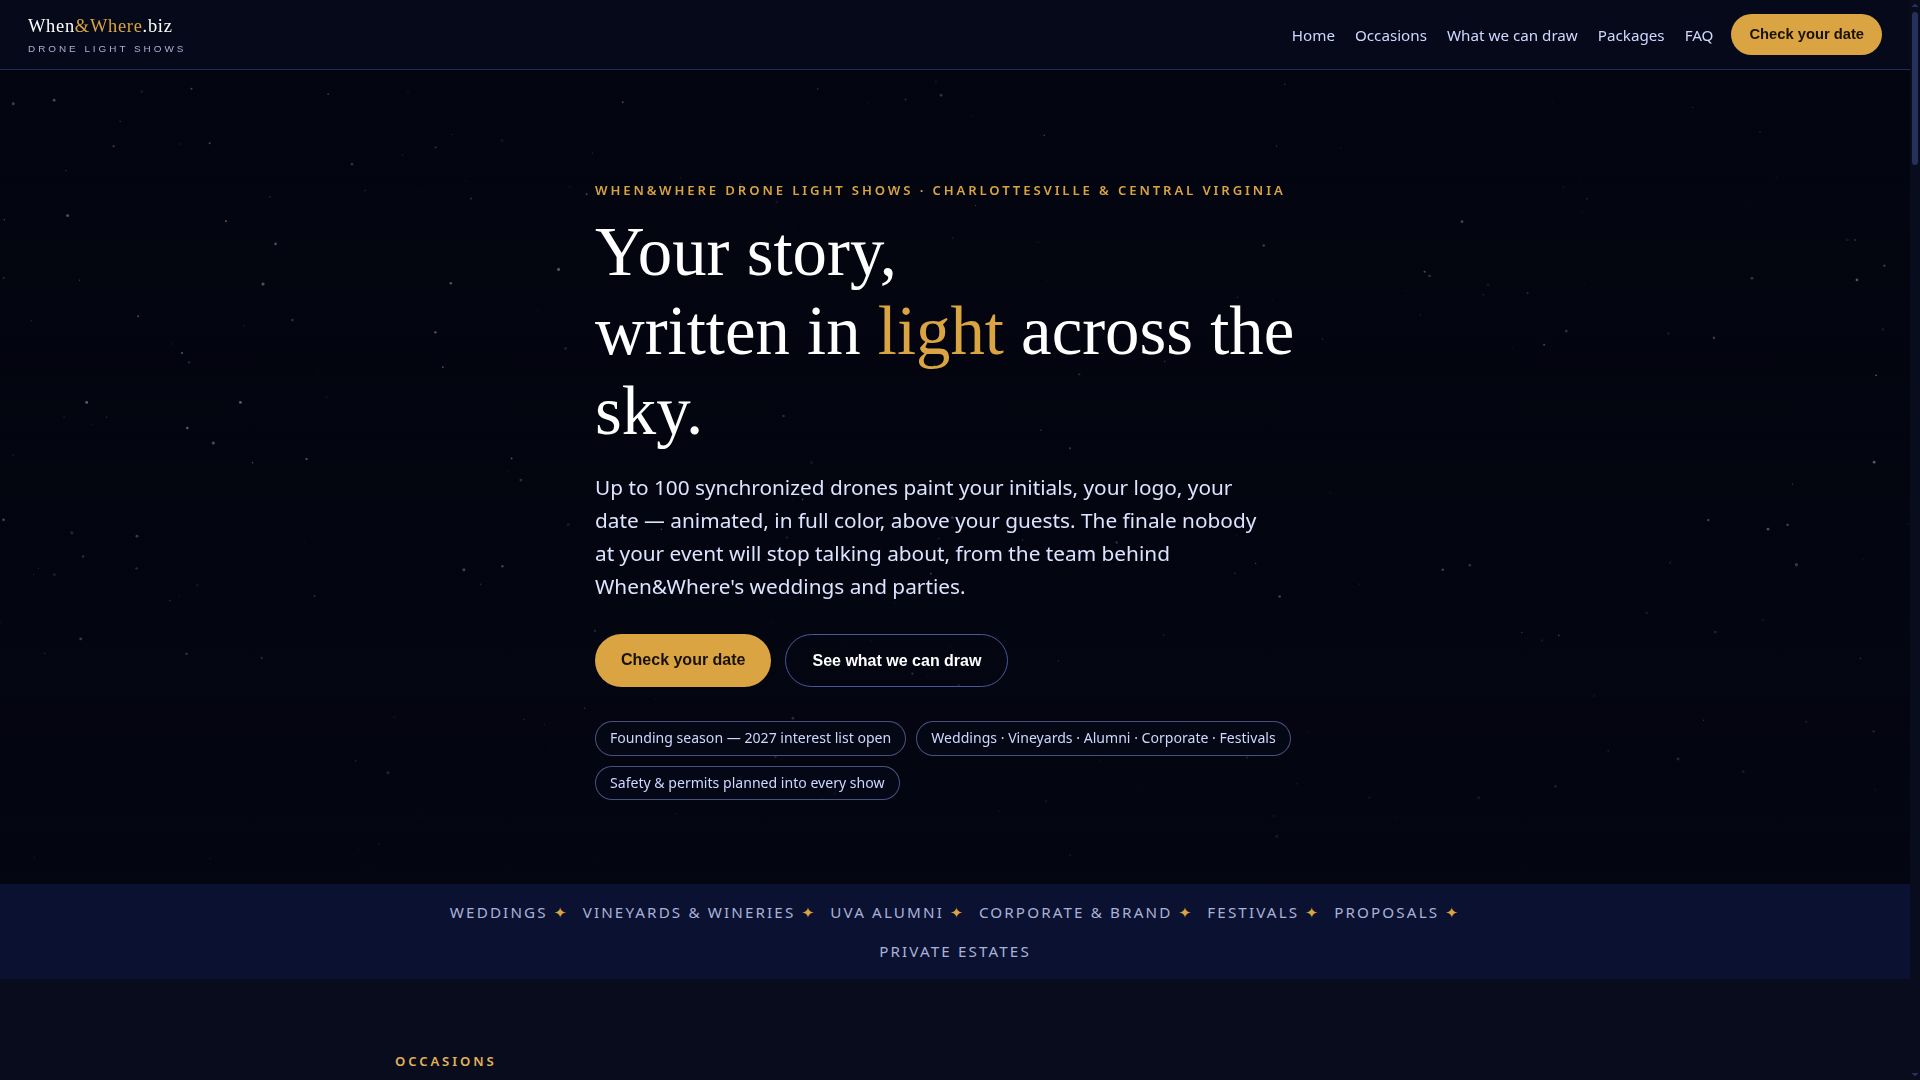 When&Where.biz
DRONE LIGHT SHOWS
Home
Occasions
What we can draw
Packages
FAQ
Check your date
WHEN&WHERE DRONE LIGHT SHOWS · CHARLOTTESVILLE & CENTRAL VIRGINIA
Your story,
written in light across the
sky.
Up to 100 synchronized drones paint your initials, your logo, your
date — animated, in full color, above your guests. The finale nobody
at your event will stop talking about, from the team behind
When&Where's weddings and parties.
Check your date
See what we can draw
Founding season — 2027 interest list open
Weddings · Vineyards · Alumni · Corporate · Festivals
Safety & permits planned into every show
WEDDINGS ✦ VINEYARDS & WINERIES ✦ UVA ALUMNI ✦ CORPORATE & BRAND ✦ FESTIVALS ✦ PROPOSALS ✦
PRIVATE ESTATES
OCCASIONS